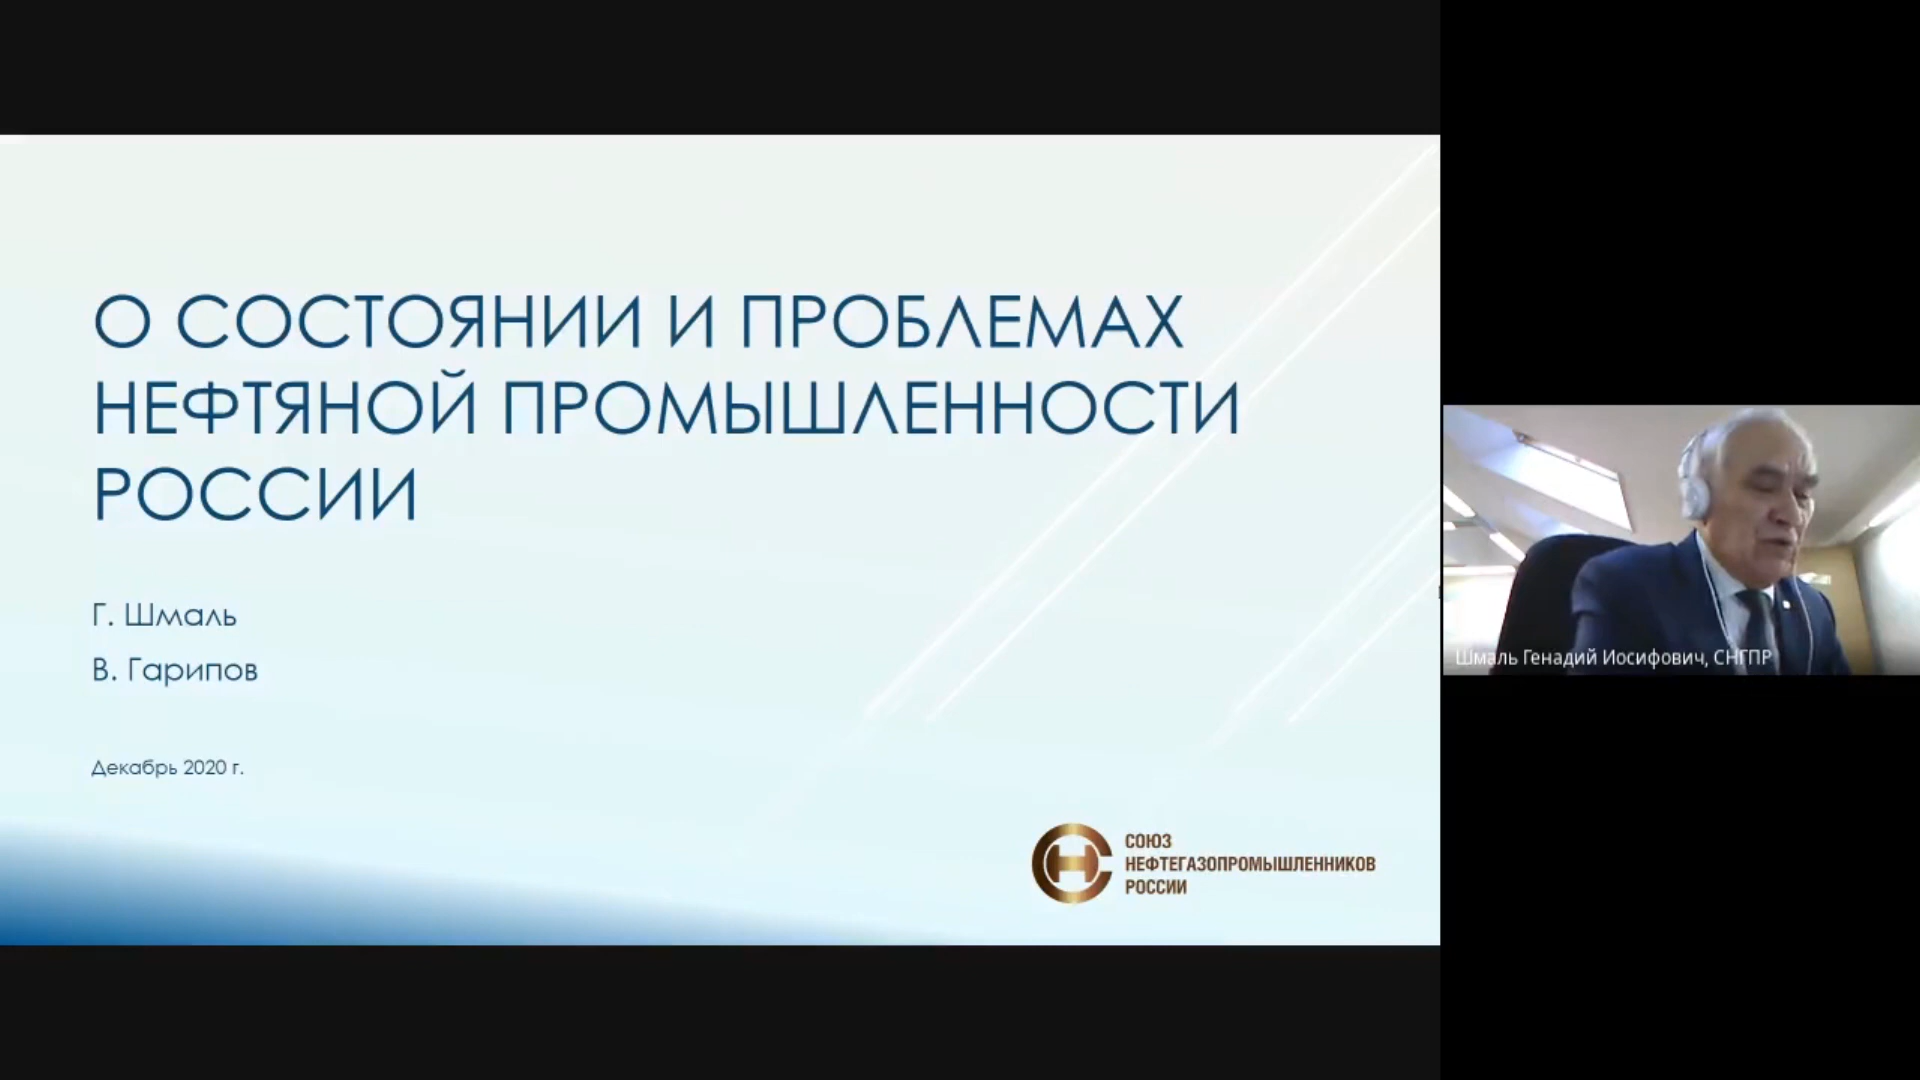 О СОСТОЯНИИ И ПРОБЛЕМАХ
НЕФТЯНОЙ ПРОМЫШЛЕННОСТИ
РОССИИ
Г. Шмаль
В. Гарипов
Декабрь 2020 г.
СОЮЗ
НЕФТЕГАЗОПРОМЫШЛЕННИКОВ
РОССИИ
Шмаль Генадий Иосифович, СНГПР